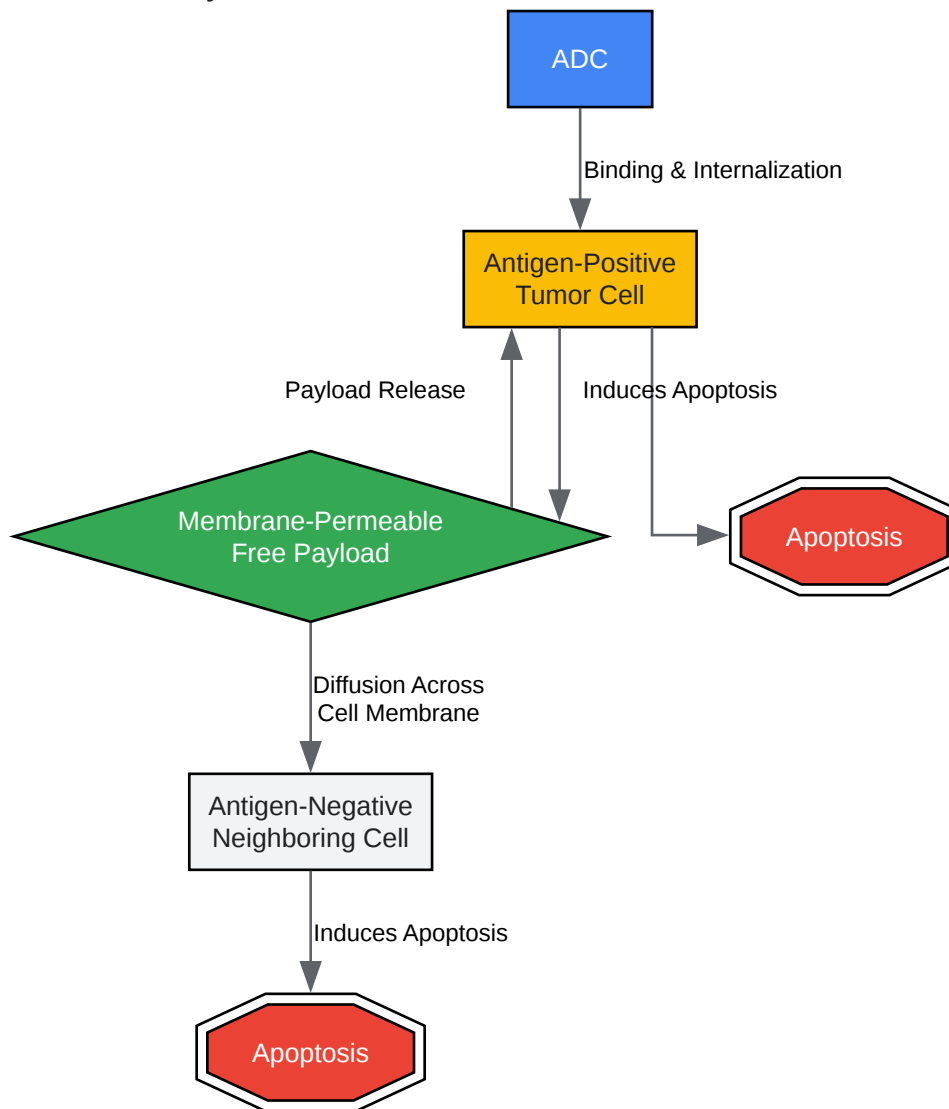 ADC
Binding & Internalization
Antigen-Positive
Tumor Cell
Payload Release
Induces Apoptosis
Membrane-Permeable
Free Payload
Apoptosis
Diffusion Across
Cell Membrane
Antigen-Negative
Neighboring Cell
Induces Apoptosis
Apoptosis